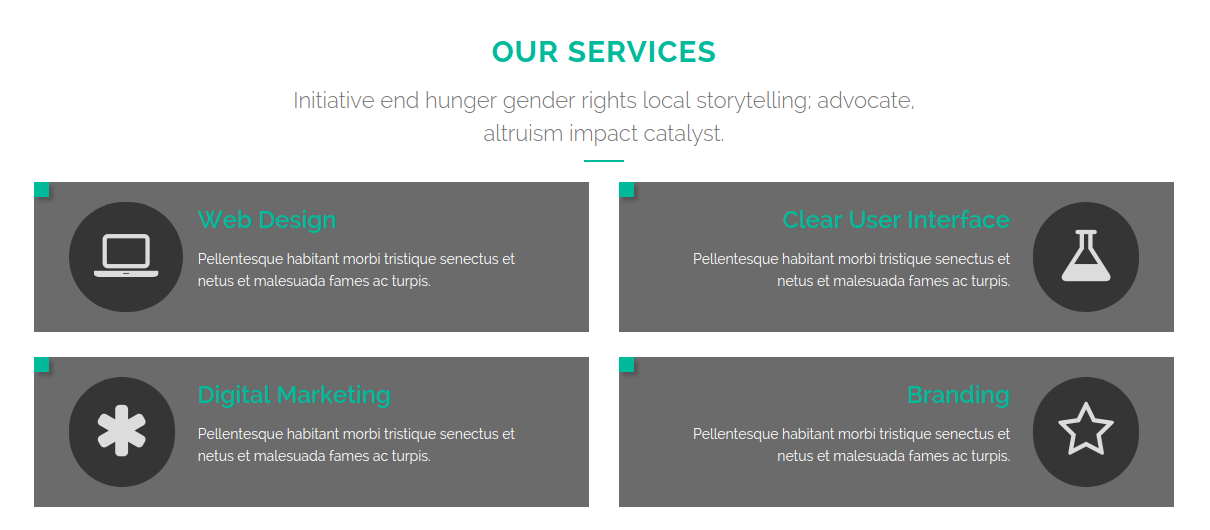 OUR SERVICES
Initiative end hunger gender rights local storytelling; advocate,
altruism impact catalyst.
Web Design
Pellentesque habitant morbi tristique senectus et
netus et malesuada fames ac turpis.
Clear User Interface
Pellentesque habitant morbi tristique senectus et
netus et malesuada fames ac turpis.
Digital Marketing
Pellentesque habitant morbi tristique senectus et
netus et malesuada fames ac turpis.
Branding
Pellentesque habitant morbi tristique senectus et
netus et malesuada fames ac turpis.